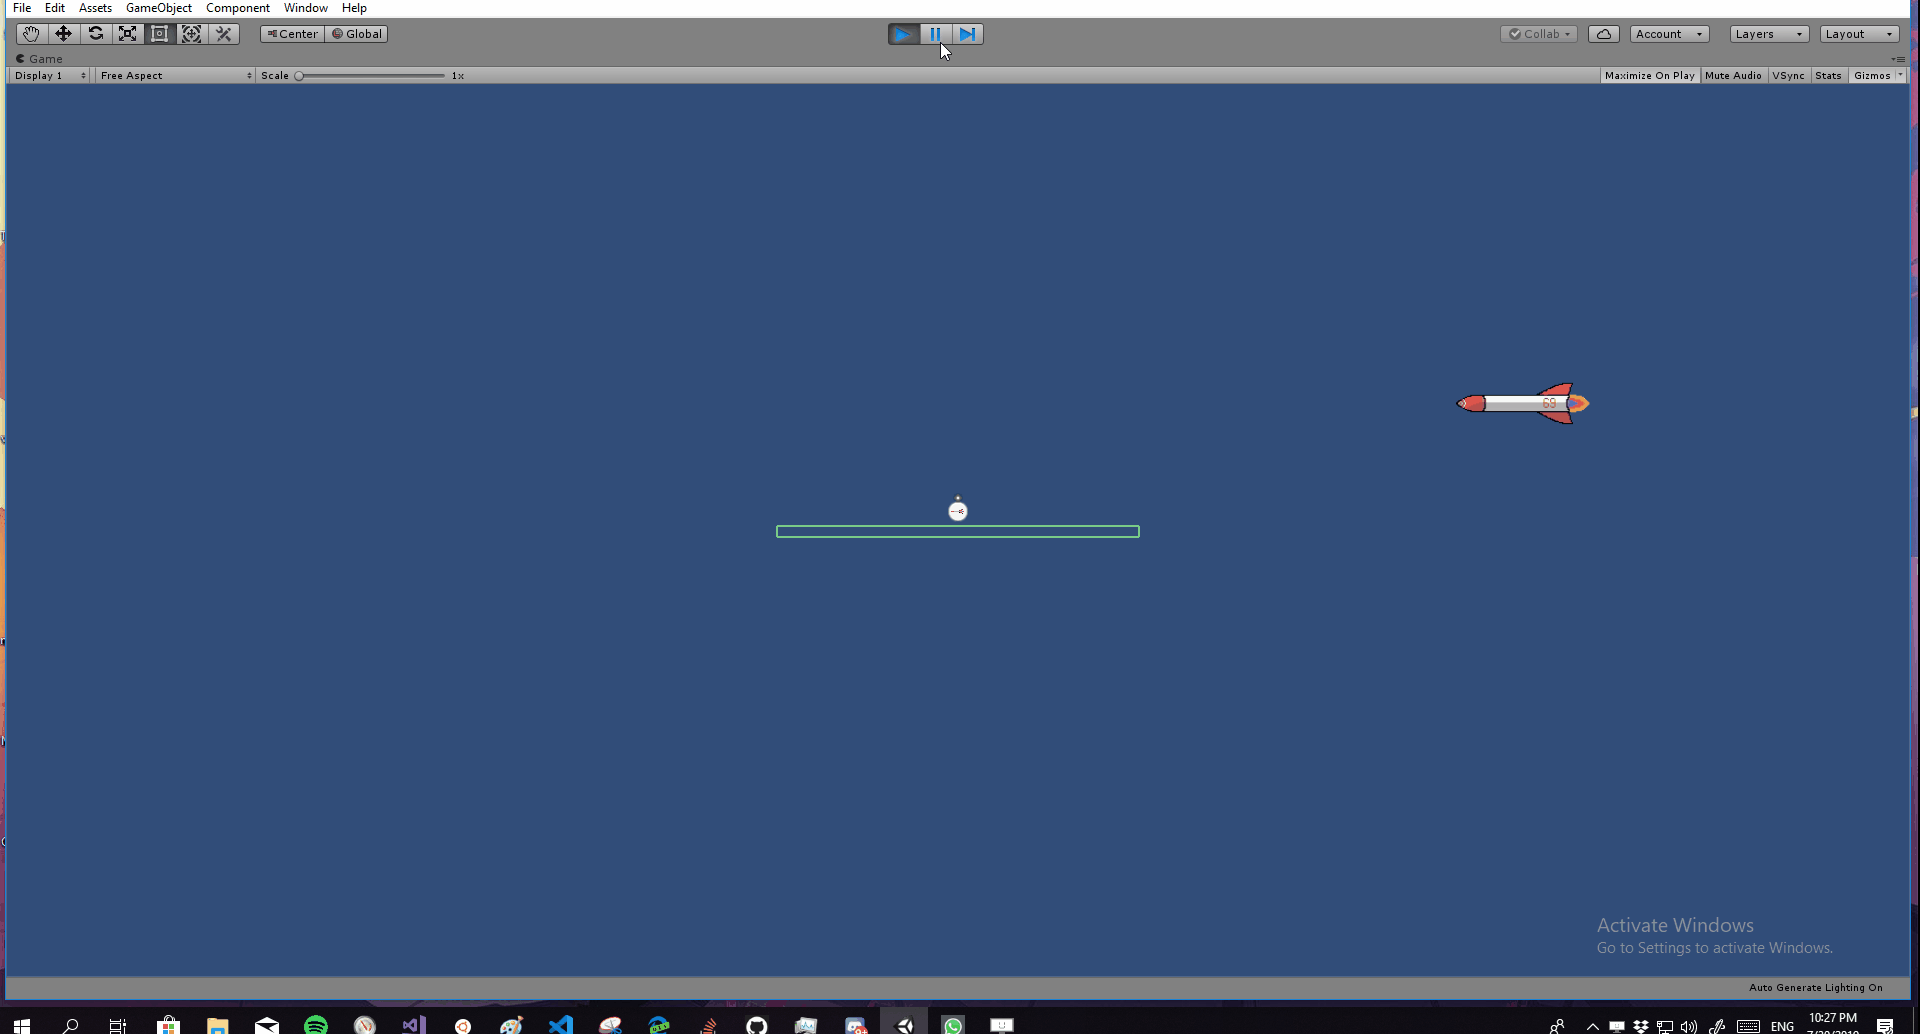 File Edit Assets GameObject Component Window Help
Center Global Collab Account Layers Layout
Game
Display 1 Free Aspect Scale 1x Maximize On Play Mute Audio VSync Stats Gizmos
69
Activate Windows
Go to Settings to activate Windows.
Auto Generate Lighting On
ENG 10:27 PM